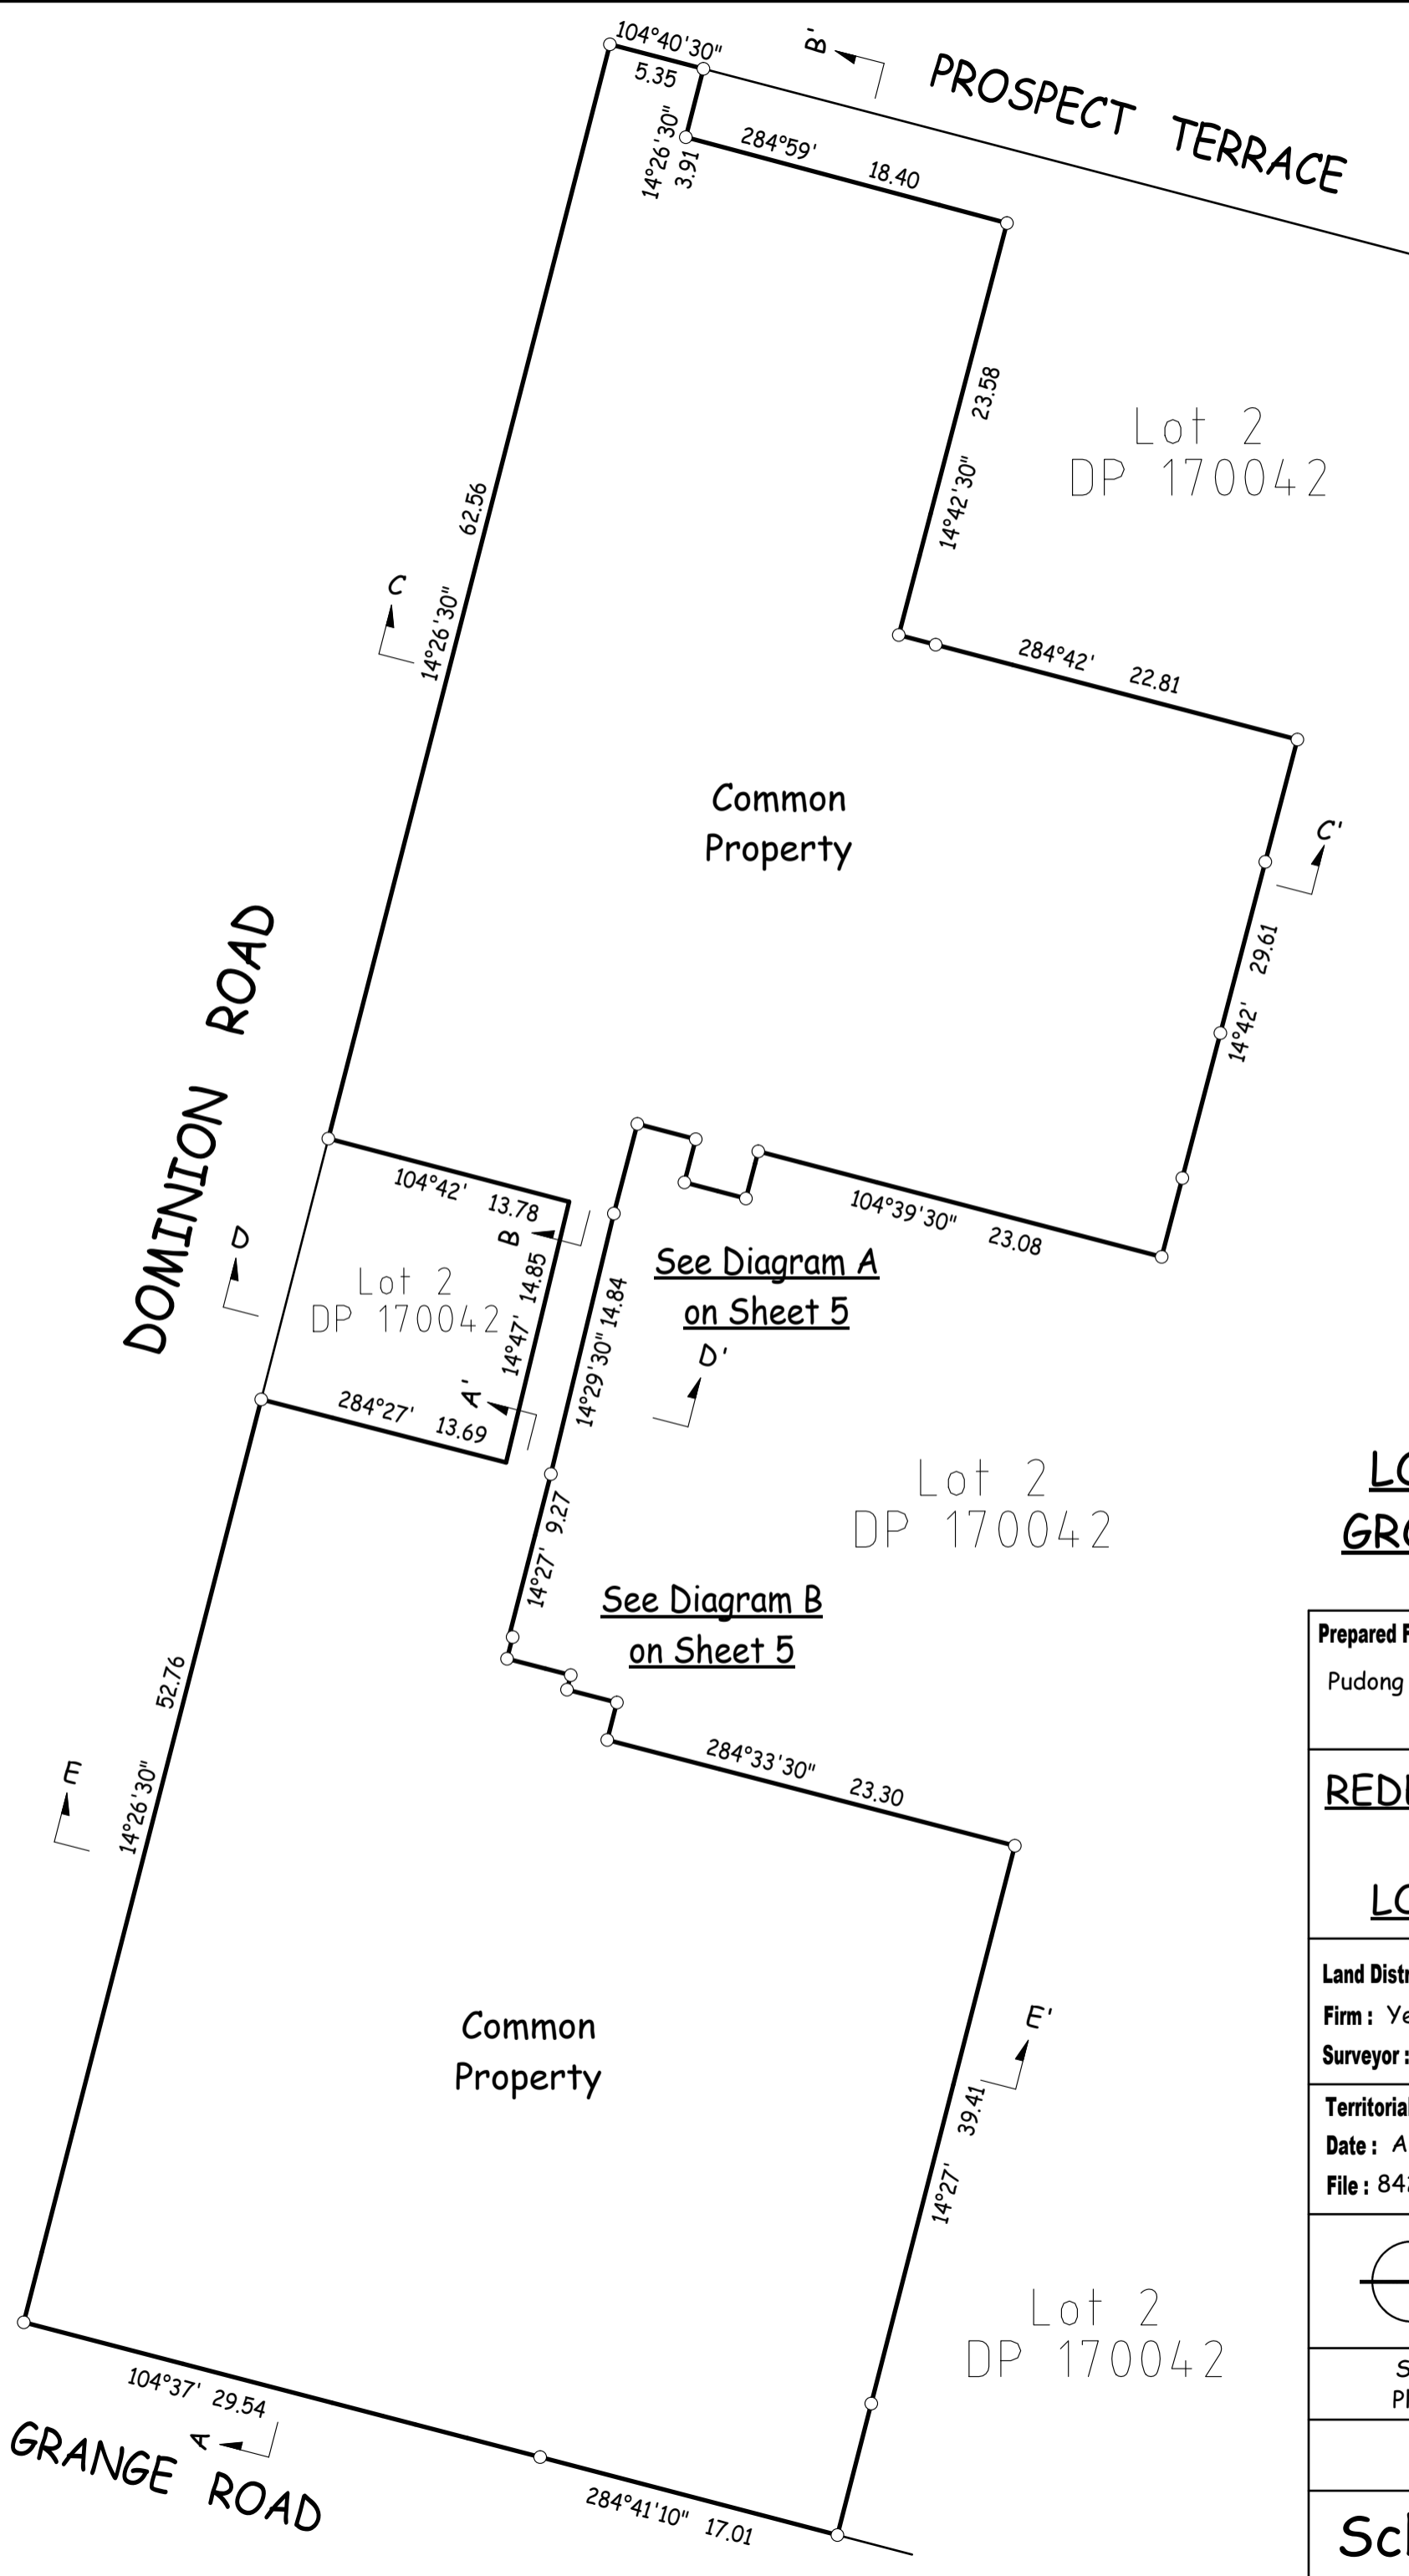 104°40'30"
5.35
B'
PROSPECT TERRACE
14°26'30"
3.91
284°59' 18.40
14°42'30" 23.58
Lot 2
DP 170042
14°26'30" 62.56
C
284°42' 22.81
Common
Property
C'
14°42' 29.61
DOMINION ROAD
104°42' 13.78
B
104°39'30" 23.08
D
Lot 2
DP 170042
14°47' 14.85
See Diagram A
on Sheet 5
14°29'30" 14.84
D'
A'
284°27' 13.69
Lot 2
DP 170042
14°27' 9.27
See Diagram B
on Sheet 5
14°26'30" 52.76
E
284°33'30" 23.30
Common
Property
E'
14°27' 39.41
Lot 2
DP 170042
104°37' 29.54
A
GRANGE ROAD
284°41'10" 17.01
Prepared
Pudong
Firm :
Surveyor :
Date :
File :